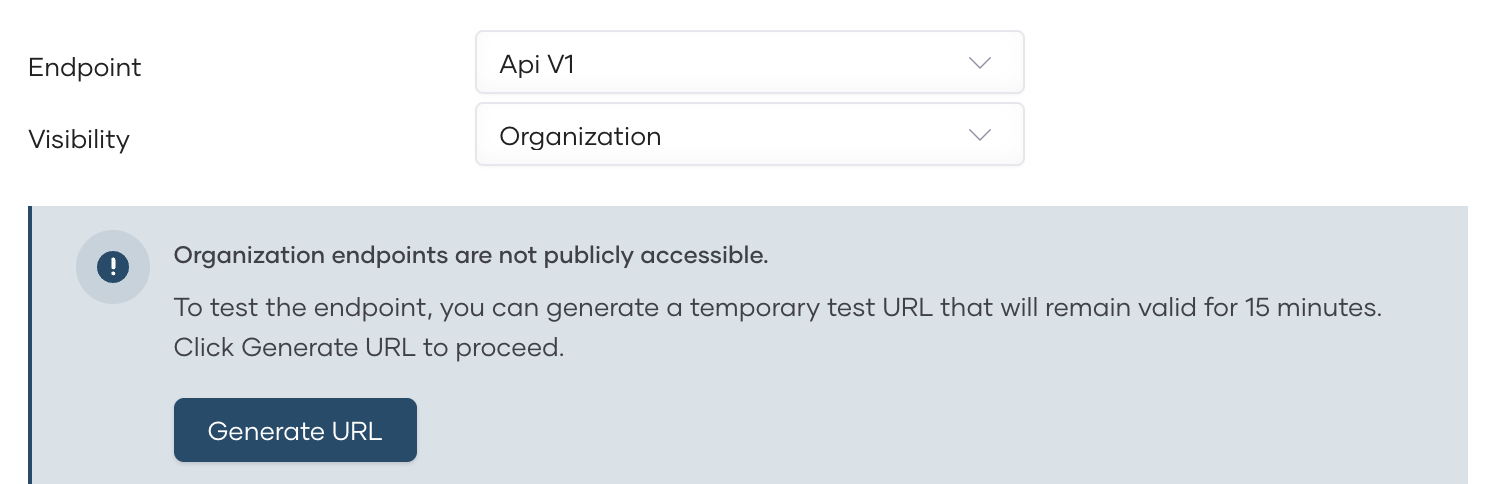 Endpoint
Api V1
Visibility
Organization
Organization endpoints are not publicly accessible.
To test the endpoint, you can generate a temporary test URL that will remain valid for 15 minutes.
Click Generate URL to proceed.
Generate URL